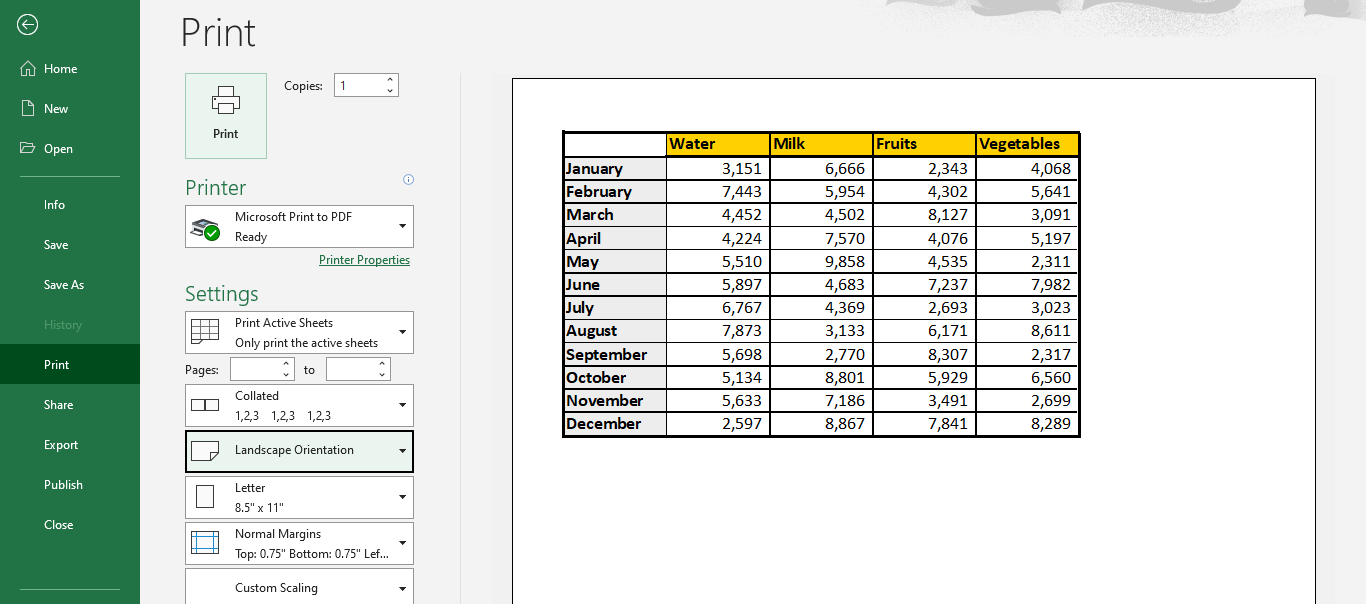 Print
Home
New
Open
Info
Save
Save As
History
Print
Share
Export
Publish
Close
Print
Copies: 1
Printer
Microsoft Print to PDF
Ready
Printer Properties
Settings
Print Active Sheets
Only print the active sheets
Pages: to
Collated
1,2,3 1,2,3 1,2,3
Landscape Orientation
Letter
8.5" x 11"
Normal Margins
Top: 0.75" Bottom: 0.75" Lef...
Custom Scaling
Water Milk Fruits Vegetables
January 3,151 6,666 2,343 4,068
February 7,443 5,954 4,302 5,641
March 4,452 4,502 8,127 3,091
April 4,224 7,570 4,076 5,197
May 5,510 9,858 4,535 2,311
June 5,897 4,683 7,237 7,982
July 6,767 4,369 2,693 3,023
August 7,873 3,133 6,171 8,611
September 5,698 2,770 8,307 2,317
October 5,134 8,801 5,929 6,560
November 5,633 7,186 3,491 2,699
December 2,597 8,867 7,841 8,289